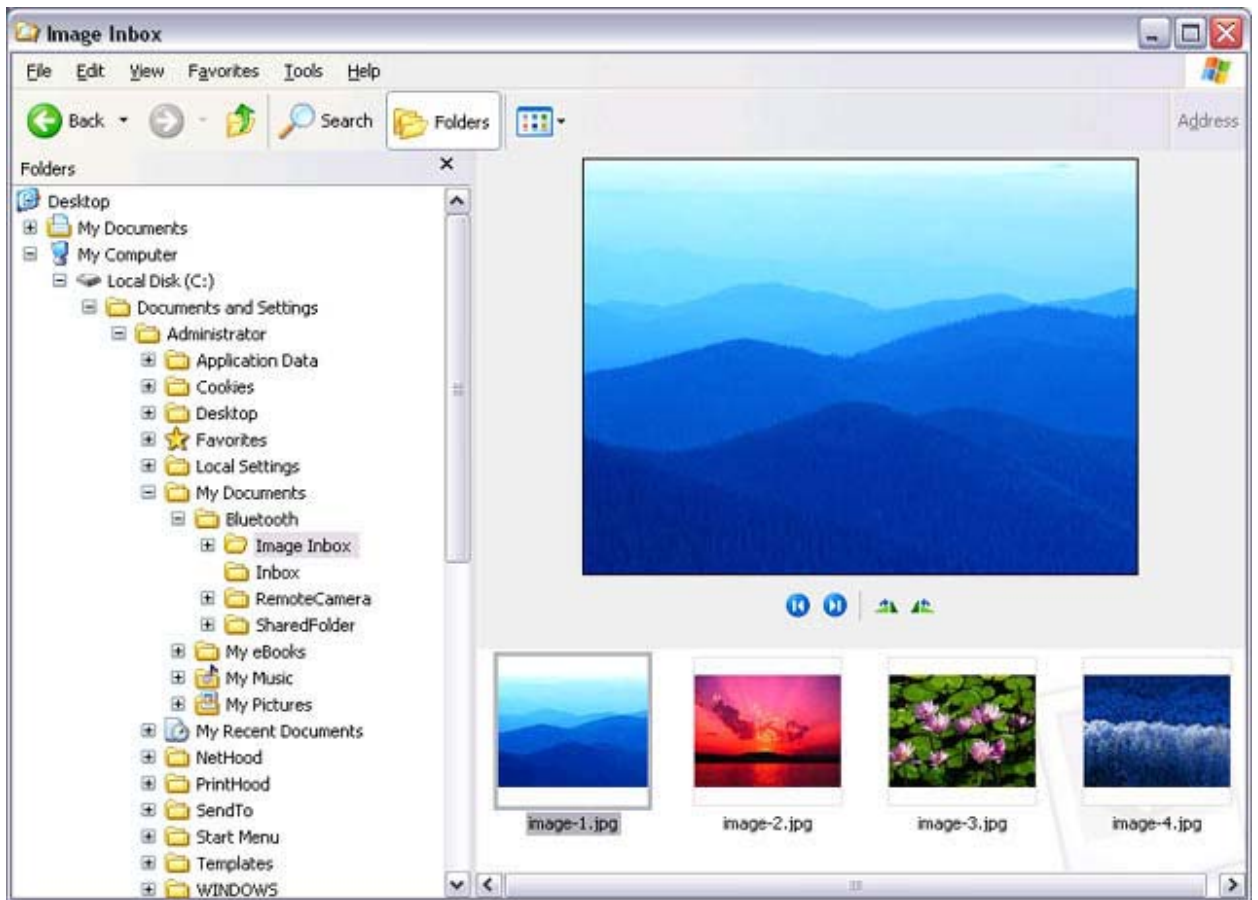 Image Inbox
File Edit View Favorites Tools Help
Back Search Folders Address
Folders
Desktop
My Documents
My Computer
Local Disk (C:)
Documents and Settings
Administrator
Application Data
Cookies
Desktop
Favorites
Local Settings
My Documents
Bluetooth
Image Inbox
Inbox
RemoteCamera
SharedFolder
My eBooks
My Music
My Pictures
My Recent Documents
NetHood
PrintHood
SendTo
Start Menu
Templates
WINDOWS
image-1.jpg image-2.jpg image-3.jpg image-4.jpg